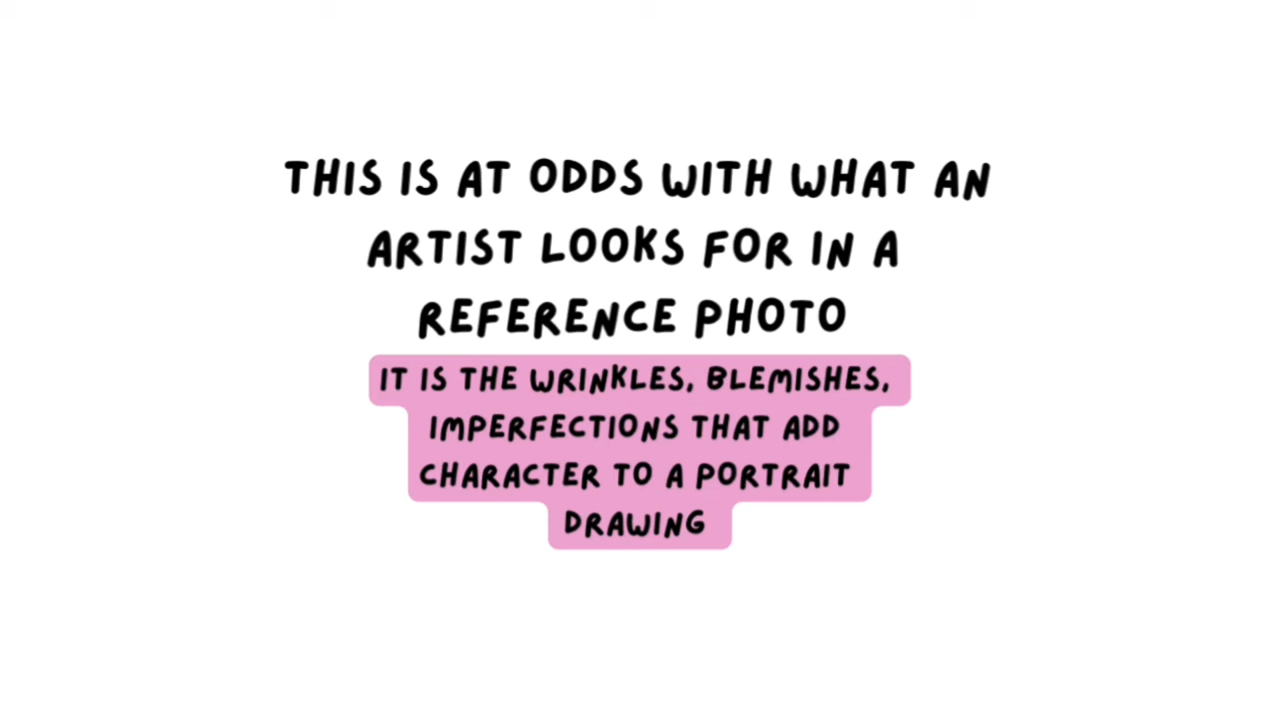 THIS IS AT ODDS WITH WHAT AN
ARTIST LOOKS FOR IN A
REFERENCE PHOTO
IT IS THE WRINKLES, BLEMISHES,
IMPERFECTIONS THAT ADD
CHARACTER TO A PORTRAIT
DRAWING